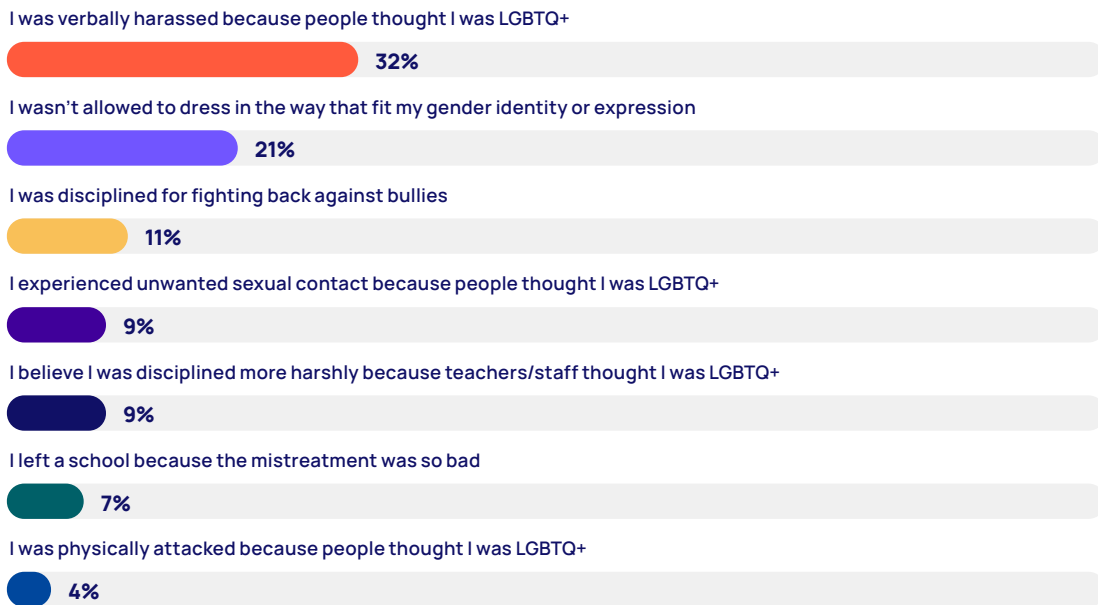 I was verbally harassed because people thought I was LGBTQ+
32%
I wasn't allowed to dress in the way that fit my gender identity or expression
21%
I was disciplined for fighting back against bullies
11%
I experienced unwanted sexual contact because people thought I was LGBTQ+
9%
I believe I was disciplined more harshly because teachers/staff thought I was LGBTQ+
9%
I left a school because the mistreatment was so bad
7%
I was physically attacked because people thought I was LGBTQ+
4%